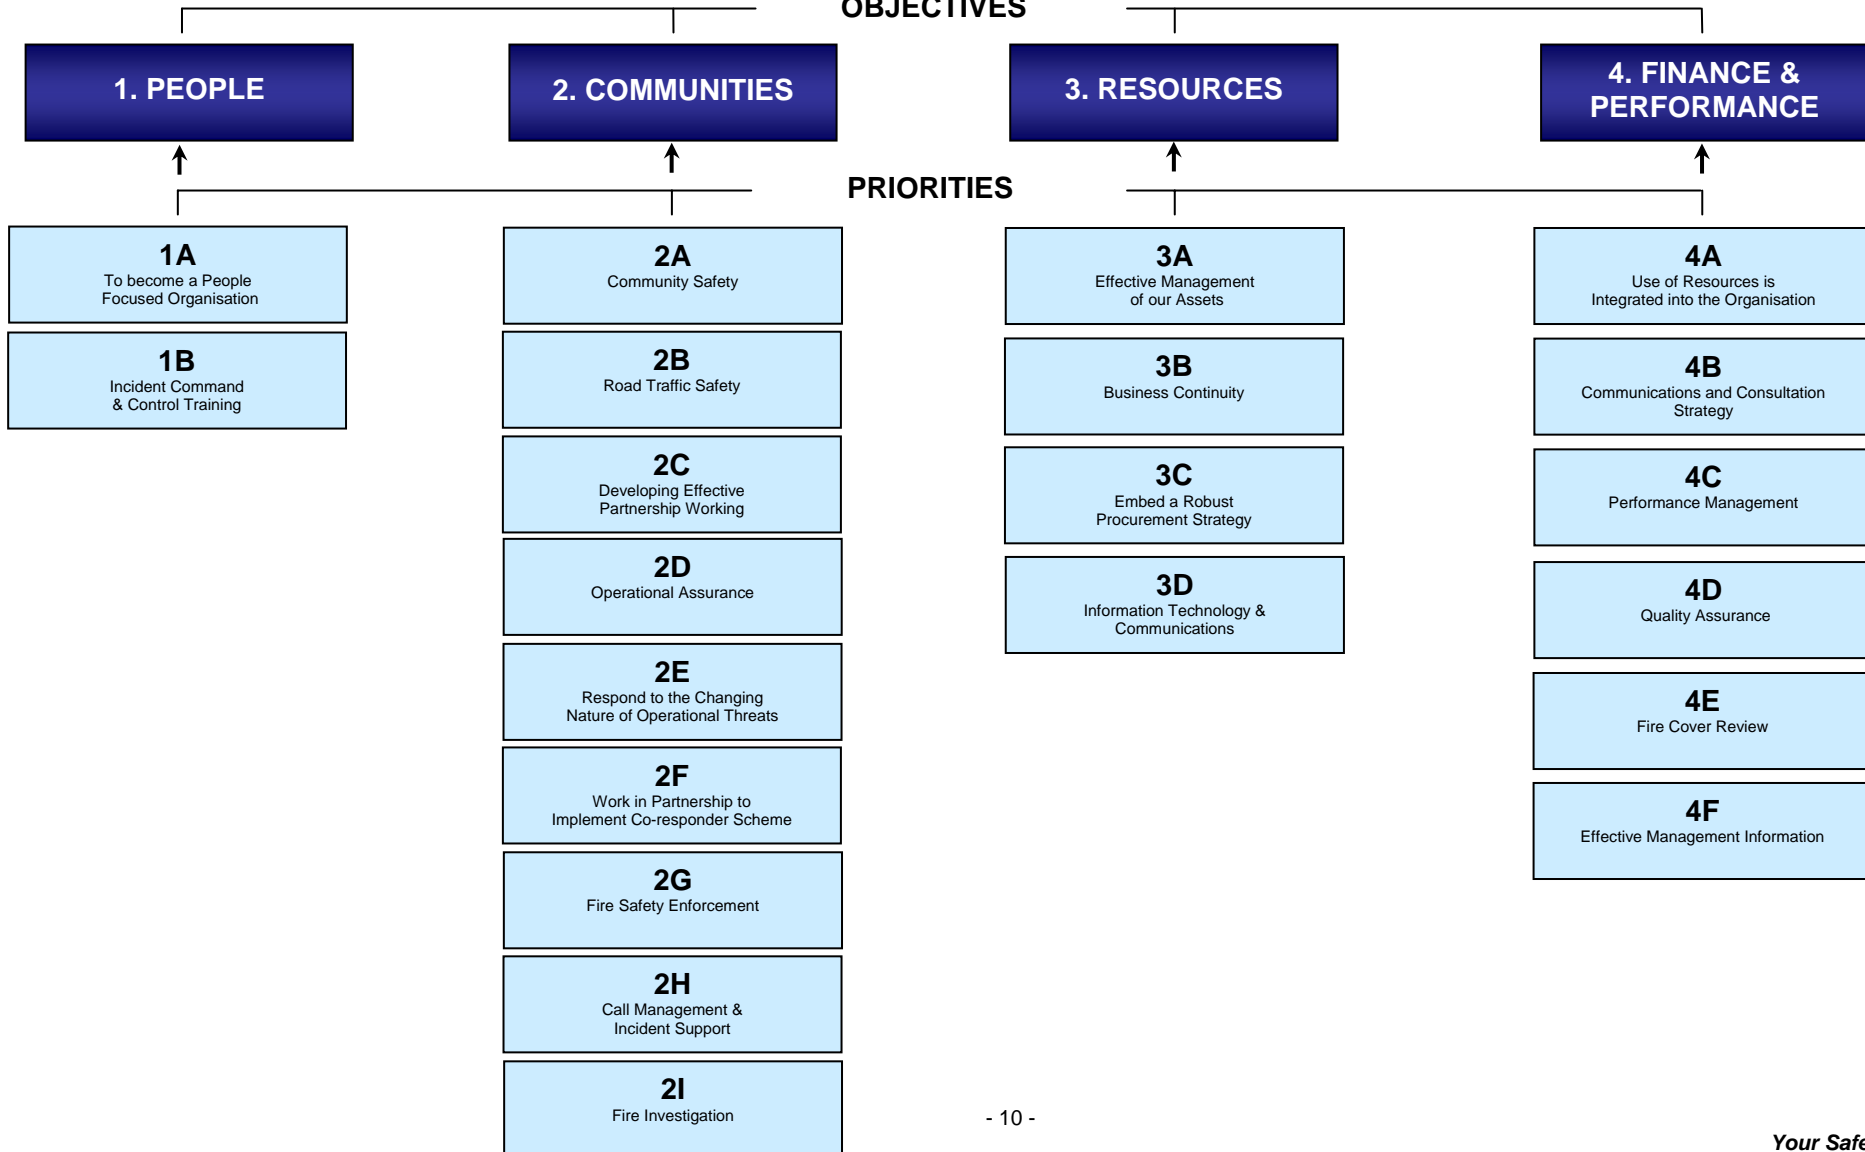 OBJECTIVES
1. PEOPLE
2. COMMUNITIES
3. RESOURCES
4. FINANCE &
PERFORMANCE
PRIORITIES
1A
To become a People
Focused Organisation
1B
Incident Command
& Control Training
2A
Community Safety
2B
Road Traffic Safety
2C
Developing Effective
Partnership Working
2D
Operational Assurance
2E
Respond to the Changing
Nature of Operational Threats
2F
Work in Partnership to
Implement Co-responder Scheme
2G
Fire Safety Enforcement
2H
Call Management &
Incident Support
2I
Fire Investigation
3A
Effective Management
of our Assets
3B
Business Continuity
3C
Embed a Robust
Procurement Strategy
3D
Information Technology &
Communications
4A
Use of Resources is
Integrated into the Organisation
4B
Communications and Consultation
Strategy
4C
Performance Management
4D
Quality Assurance
4E
Fire Cover Review
4F
Effective Management Information
- 10 -
Your Safe